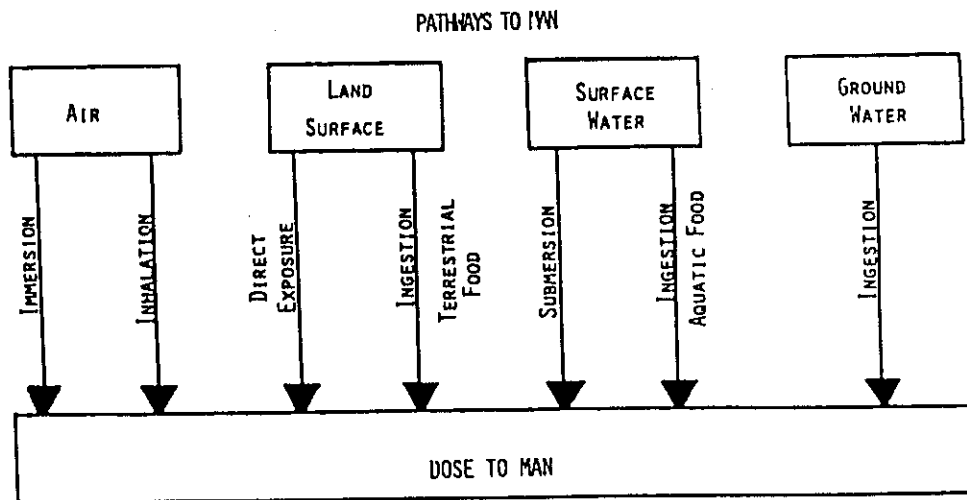 PATHWAYS TO MAN
AIR
LAND
SURFACE
SURFACE
WATER
GROUND
WATER
IMMERSION
INHALATION
DIRECT
EXPOSURE
INGESTION
TERRESTRIAL
FOOD
SUBMERSION
INGESTION
AQUATIC FOOD
INGESTION
DOSE TO MAN